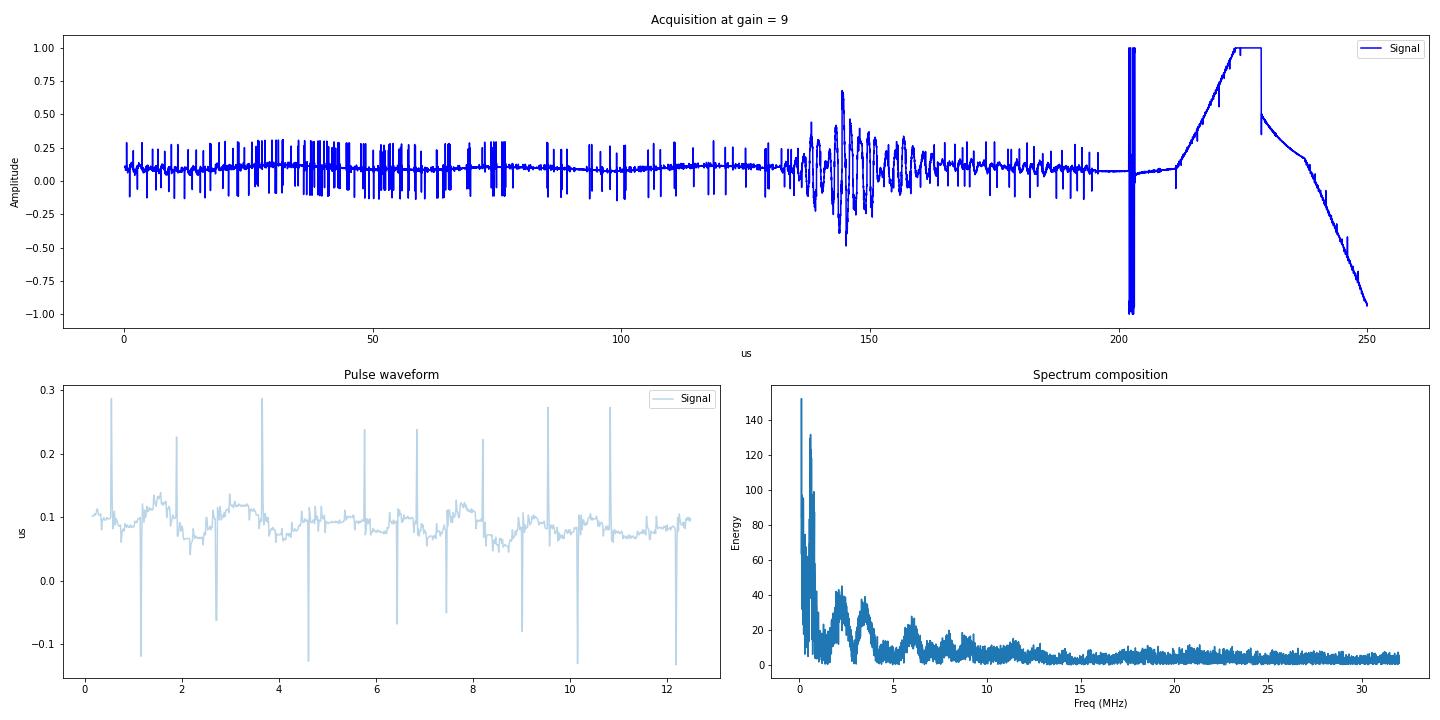 Acquisition at gain = 9
Signal
1.00
0.75
0.50
0.25
0.00
−0.25
−0.50
−0.75
−1.00
Amplitude
0 50 100 150 200 250
us
Pulse waveform
Signal
0.3
0.2
0.1
0.0
−0.1
us
0 2 4 6 8 10 12
Spectrum composition
140
120
100
80
60
40
20
0
Energy
0 5 10 15 20 25 30
Freq (MHz)